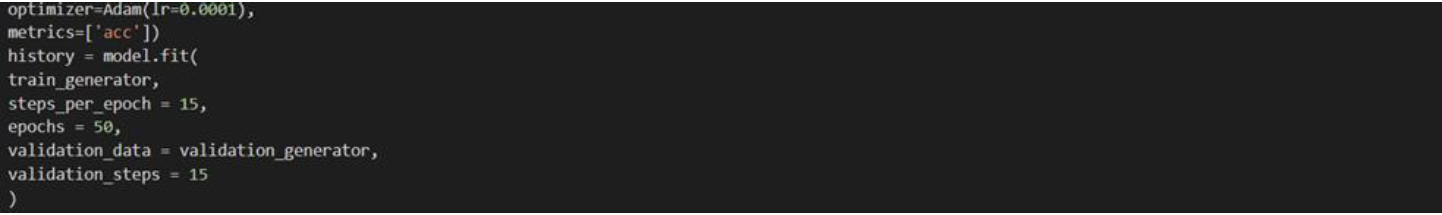 optimizer=Adam(lr=0.0001),
metrics=['acc'])
history = model.fit(
train_generator,
steps_per_epoch = 15,
epochs = 50,
validation_data = validation_generator,
validation_steps = 15
)